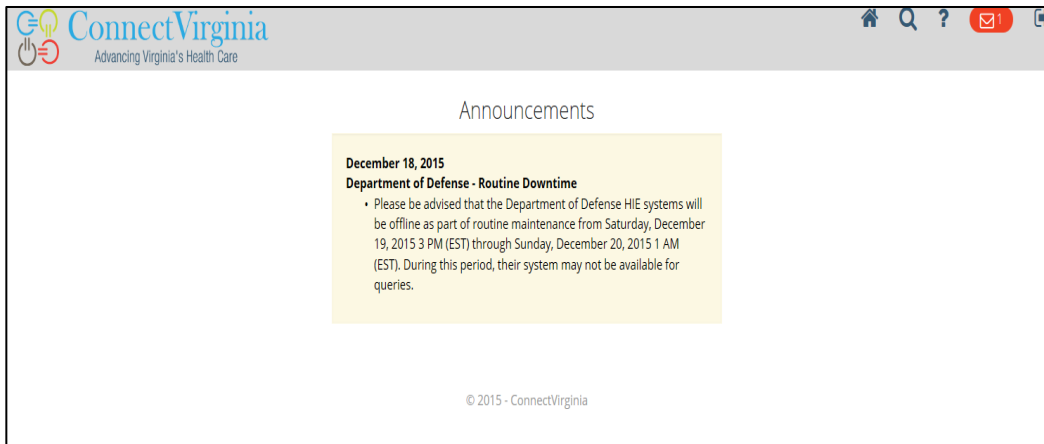 ConnectVirginia
Advancing Virginia's Health Care
? 1
Announcements
December 18, 2015
Department of Defense - Routine Downtime
• Please be advised that the Department of Defense HIE systems will
be offline as part of routine maintenance from Saturday, December
19, 2015 3 PM (EST) through Sunday, December 20, 2015 1 AM
(EST). During this period, their system may not be available for
queries.
© 2015 - ConnectVirginia